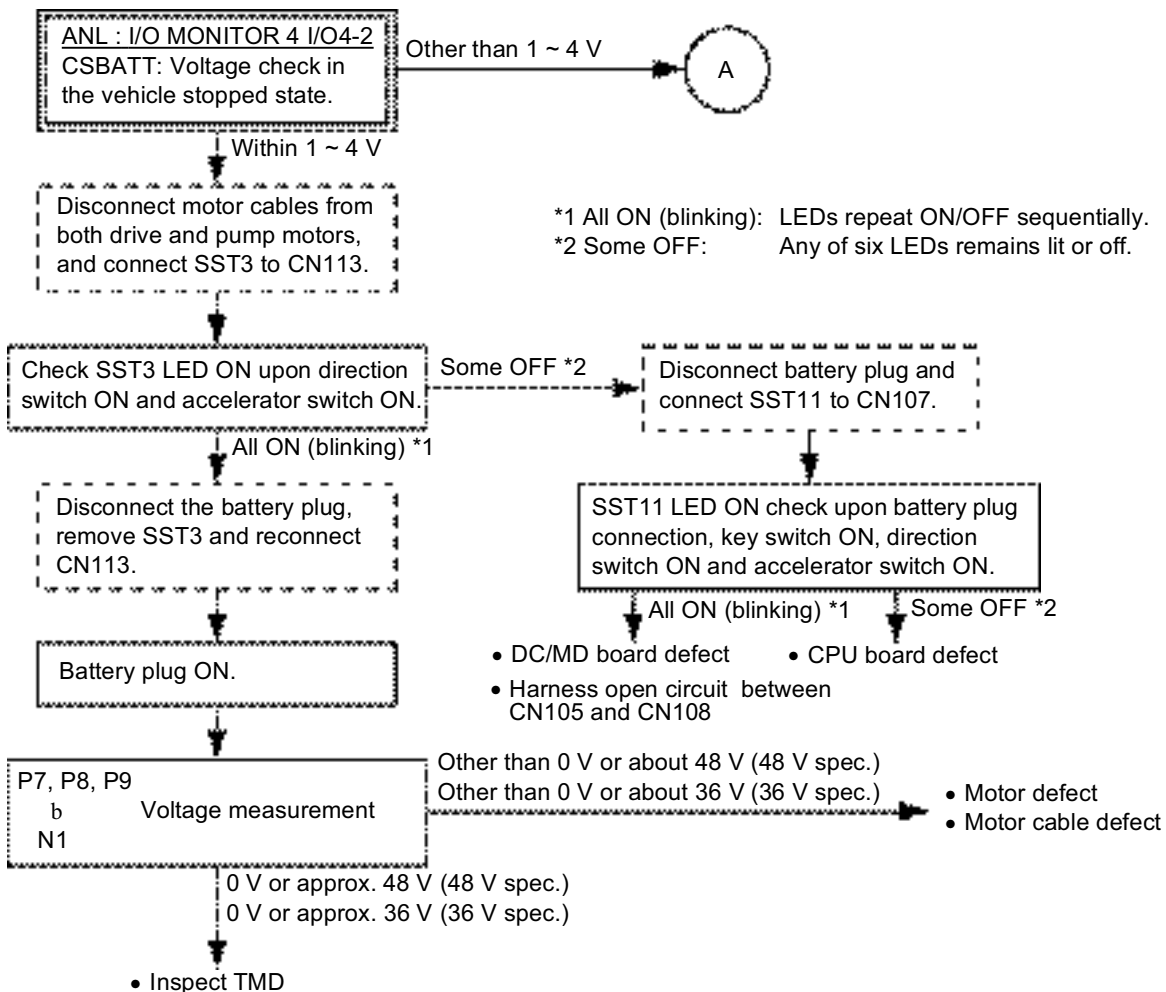 ANL : I/O MONITOR 4 I/O4-2
CSBATT: Voltage check in
the vehicle stopped state.
Other than 1 ~ 4 V
A
Within 1 ~ 4 V
Disconnect motor cables from
both drive and pump motors,
and connect SST3 to CN113.
*1 All ON (blinking): LEDs repeat ON/OFF sequentially.
*2 Some OFF: Any of six LEDs remains lit or off.
Check SST3 LED ON upon direction
switch ON and accelerator switch ON.
Some OFF *2
Disconnect battery plug and
connect SST11 to CN107.
All ON (blinking) *1
Disconnect the battery plug,
remove SST3 and reconnect
CN113.
SST11 LED ON check upon battery plug
connection, key switch ON, direction
switch ON and accelerator switch ON.
All ON (blinking) *1
Some OFF *2
• DC/MD board defect
• Harness open circuit between
CN105 and CN108
• CPU board defect
Battery plug ON.
P7, P8, P9
b
N1
Voltage measurement
Other than 0 V or about 48 V (48 V spec.)
Other than 0 V or about 36 V (36 V spec.)
• Motor defect
• Motor cable defect
0 V or approx. 48 V (48 V spec.)
0 V or approx. 36 V (36 V spec.)
• Inspect TMD